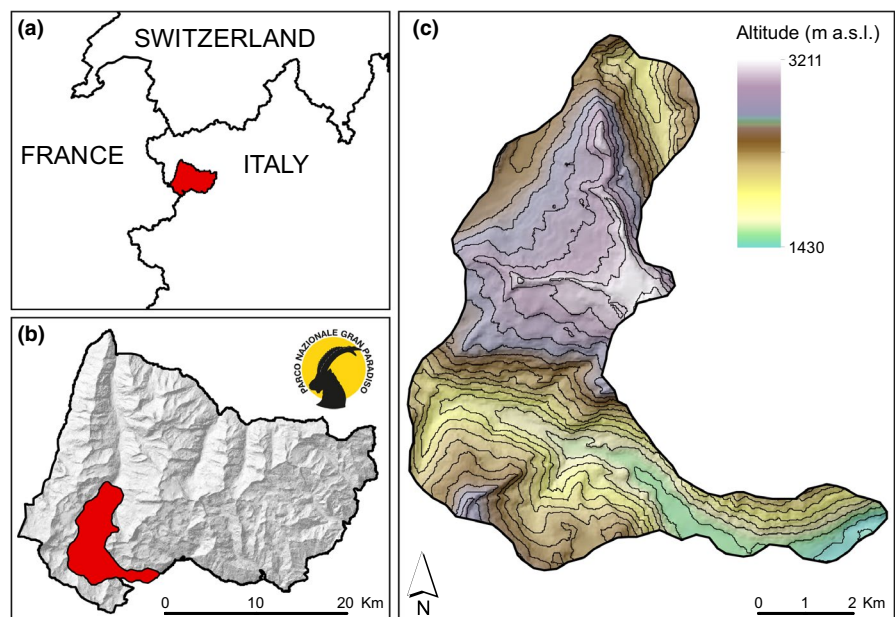 (a)
SWITZERLAND
FRANCE
ITALY
(b)
PARCO NAZIONALE GRAN PARADISO
0 10 20 Km
(c)
Altitude (m a.s.l.)
3211
1430
N
0 1 2 Km